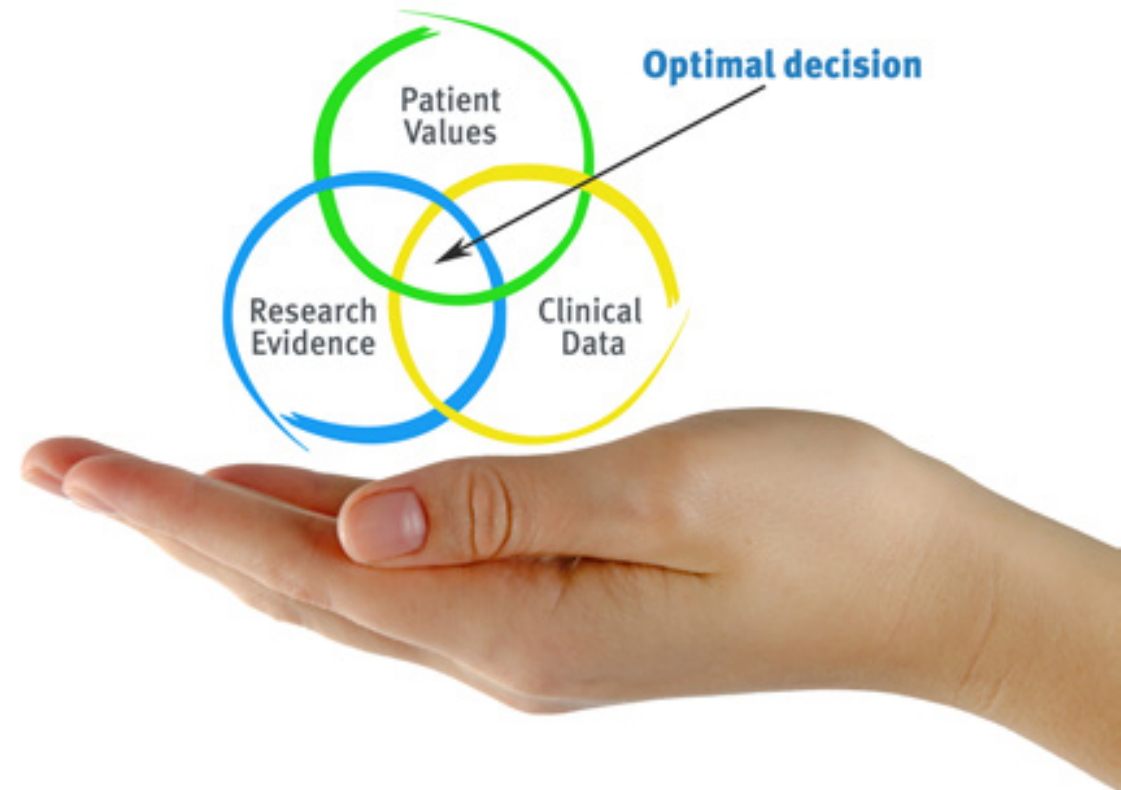 Optimal decision
Patient
Values
Research
Evidence
Clinical
Data